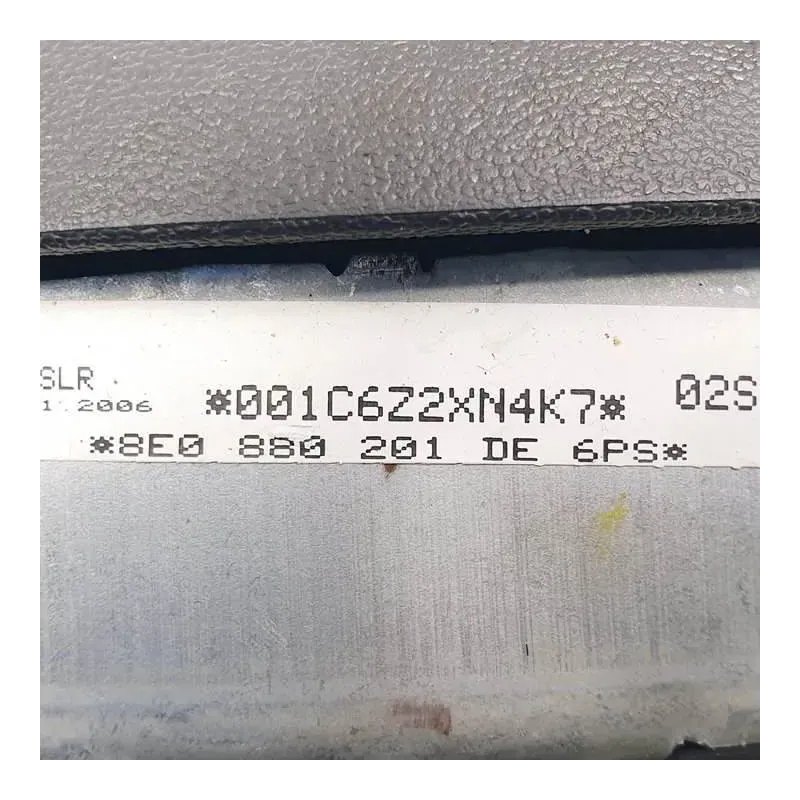 SLR
*001C6Z2XN4K7* 02S
1.2006
*8E0 880 201 DE 6PS*